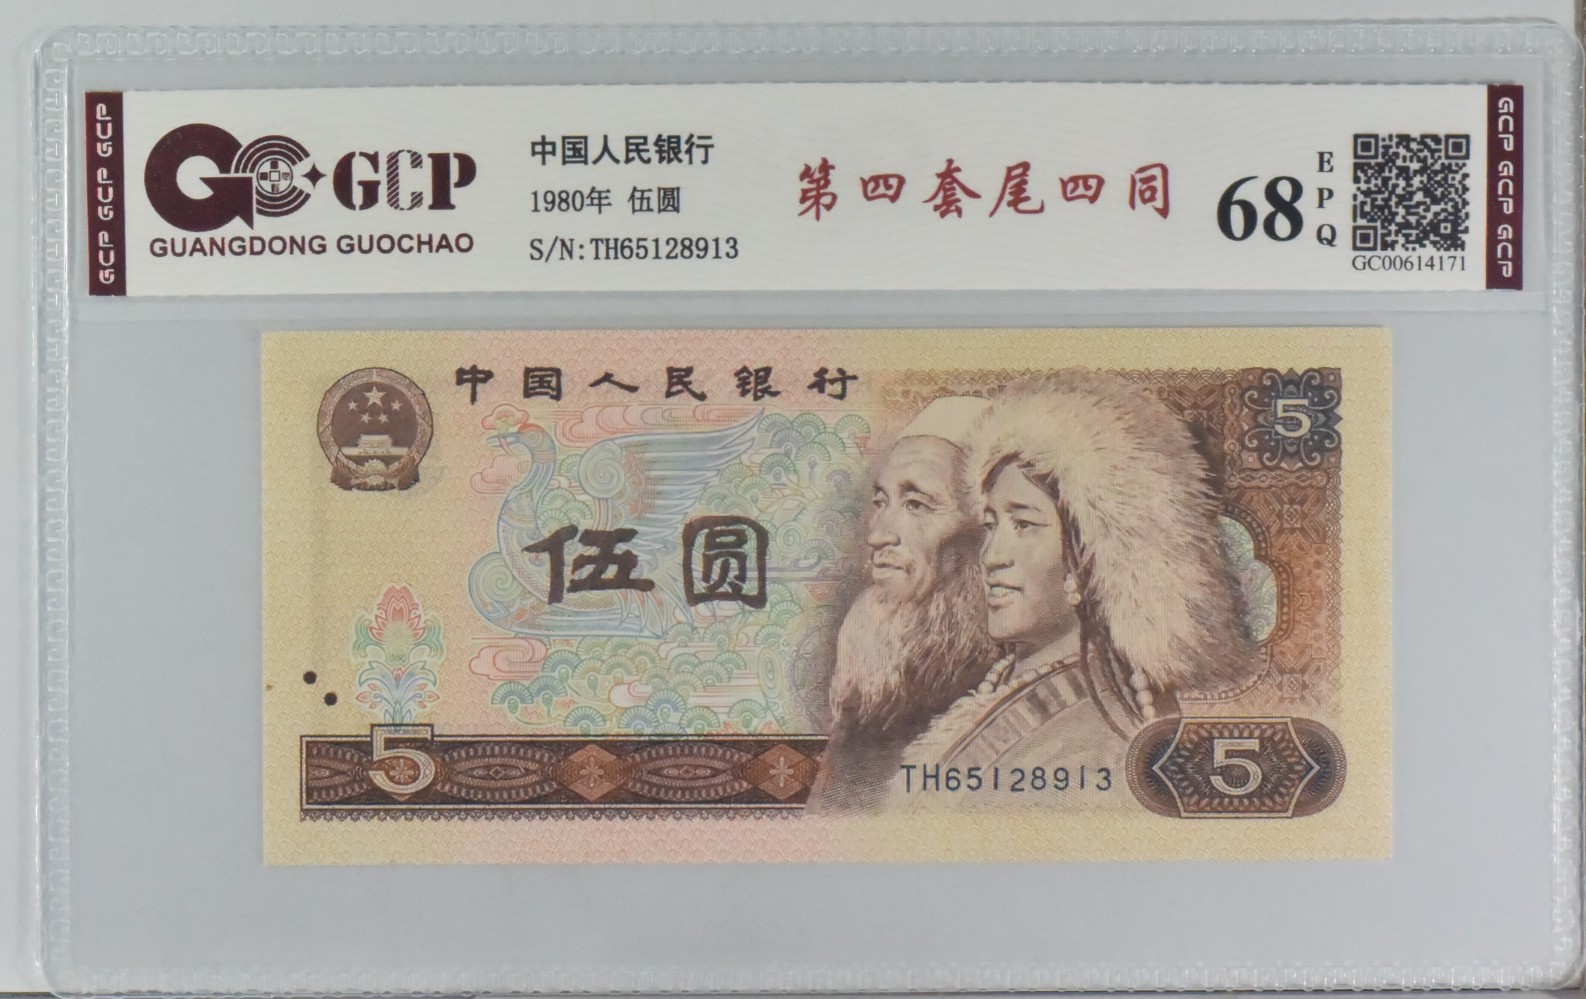 GCP GCP GCP
GC GCP
GUANGDONG GUOCHAO
中国人民银行
1980年 伍圆
S/N:TH65128913
第四套尾四同
68
EPQ
GC00614171
GCP GCP GCP
中国人民银行
5
伍圆
5
TH65128913
5